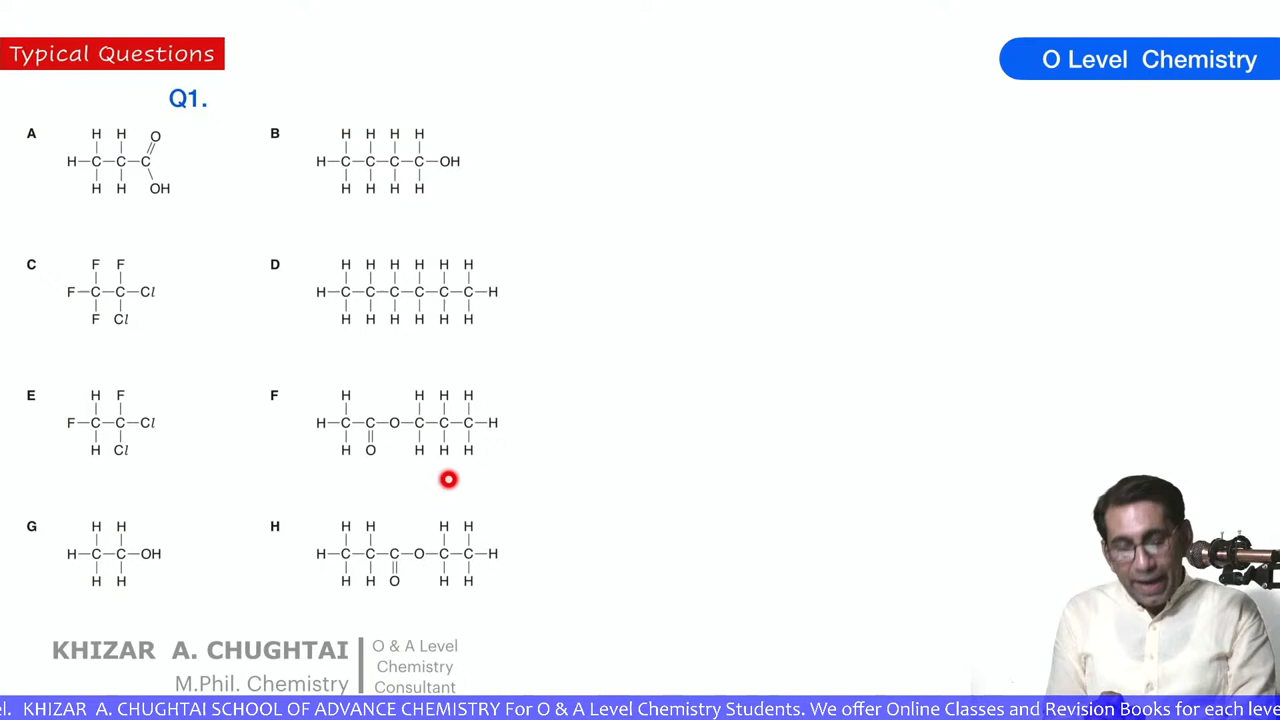 Typical Questions
O Level Chemistry
Q1.
A
H H O
H C C C
H H OH
B
H H H H
H C C C C OH
H H H H
C
F F
F C C Cl
F Cl
D
H H H H H H
H C C C C C C H
H H H H H H
E
H F
F C C Cl
H Cl
F
H H H H
H C C O C C C H
H O H H H
G
H H
H C C OH
H H
H
H H H H
H C C C O C C H
H H O H H
KHIZAR A. CHUGHTAI
M.Phil. Chemistry
O & A Level
Chemistry
Consultant
el. KHIZAR A. CHUGHTAI SCHOOL OF ADVANCE CHEMISTRY For O & A Level Chemistry Students. We offer Online Classes and Revision Books for each leve